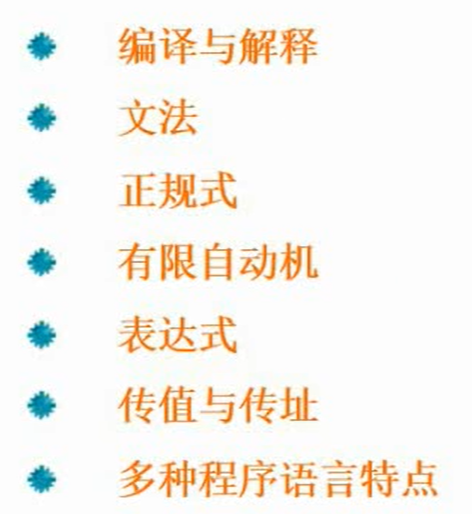 编译与解释
文法
正规式
有限自动机
表达式
传值与传址
多种程序语言特点